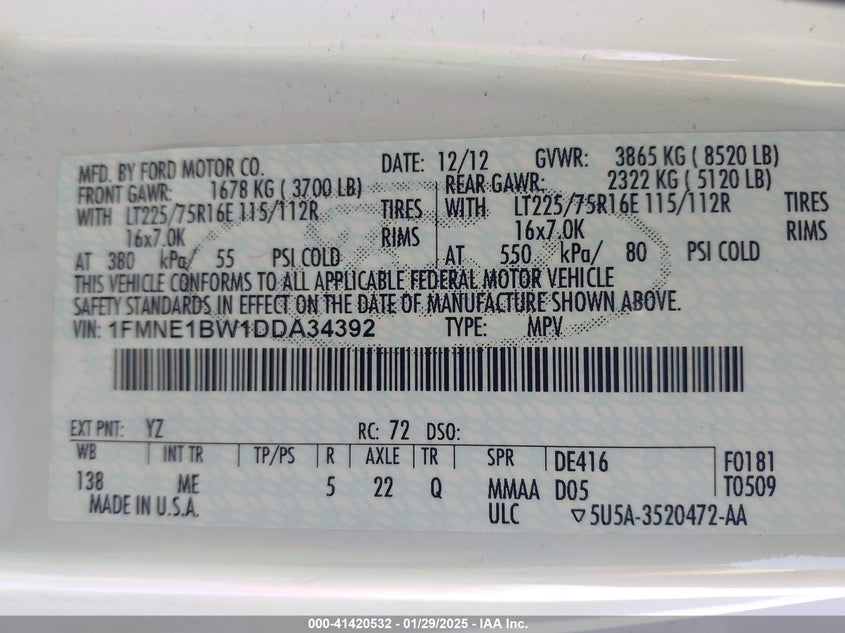 MFD. BY FORD MOTOR CO. DATE: 12/12 GVWR: 3865 KG ( 8520 LB)
FRONT GAWR: 1678 KG ( 3700 LB) REAR GAWR: 2322 KG ( 5120 LB)
WITH LT225/75R16E 115/112R TIRES WITH LT225/75R16E 115/112R TIRES
16x7.0K RIMS 16x7.0K RIMS
AT 380 kPa/ 55 PSI COLD AT 550 kPa/ 80 PSI COLD
THIS VEHICLE CONFORMS TO ALL APPLICABLE FEDERAL MOTOR VEHICLE
SAFETY STANDARDS IN EFFECT ON THE DATE OF MANUFACTURE SHOWN ABOVE.
VIN: 1FMNE1BW1DDA34392 TYPE: MPV
EXT PNT: YZ RC: 72 DSO:
WB INT TR TP/PS R AXLE TR SPR DE416 F0181
138 ME 5 22 Q MMAA D05 T0509
MADE IN U.S.A. ULC ▽5U5A-3520472-AA
000-41420532 - 01/29/2025 - IAA Inc.